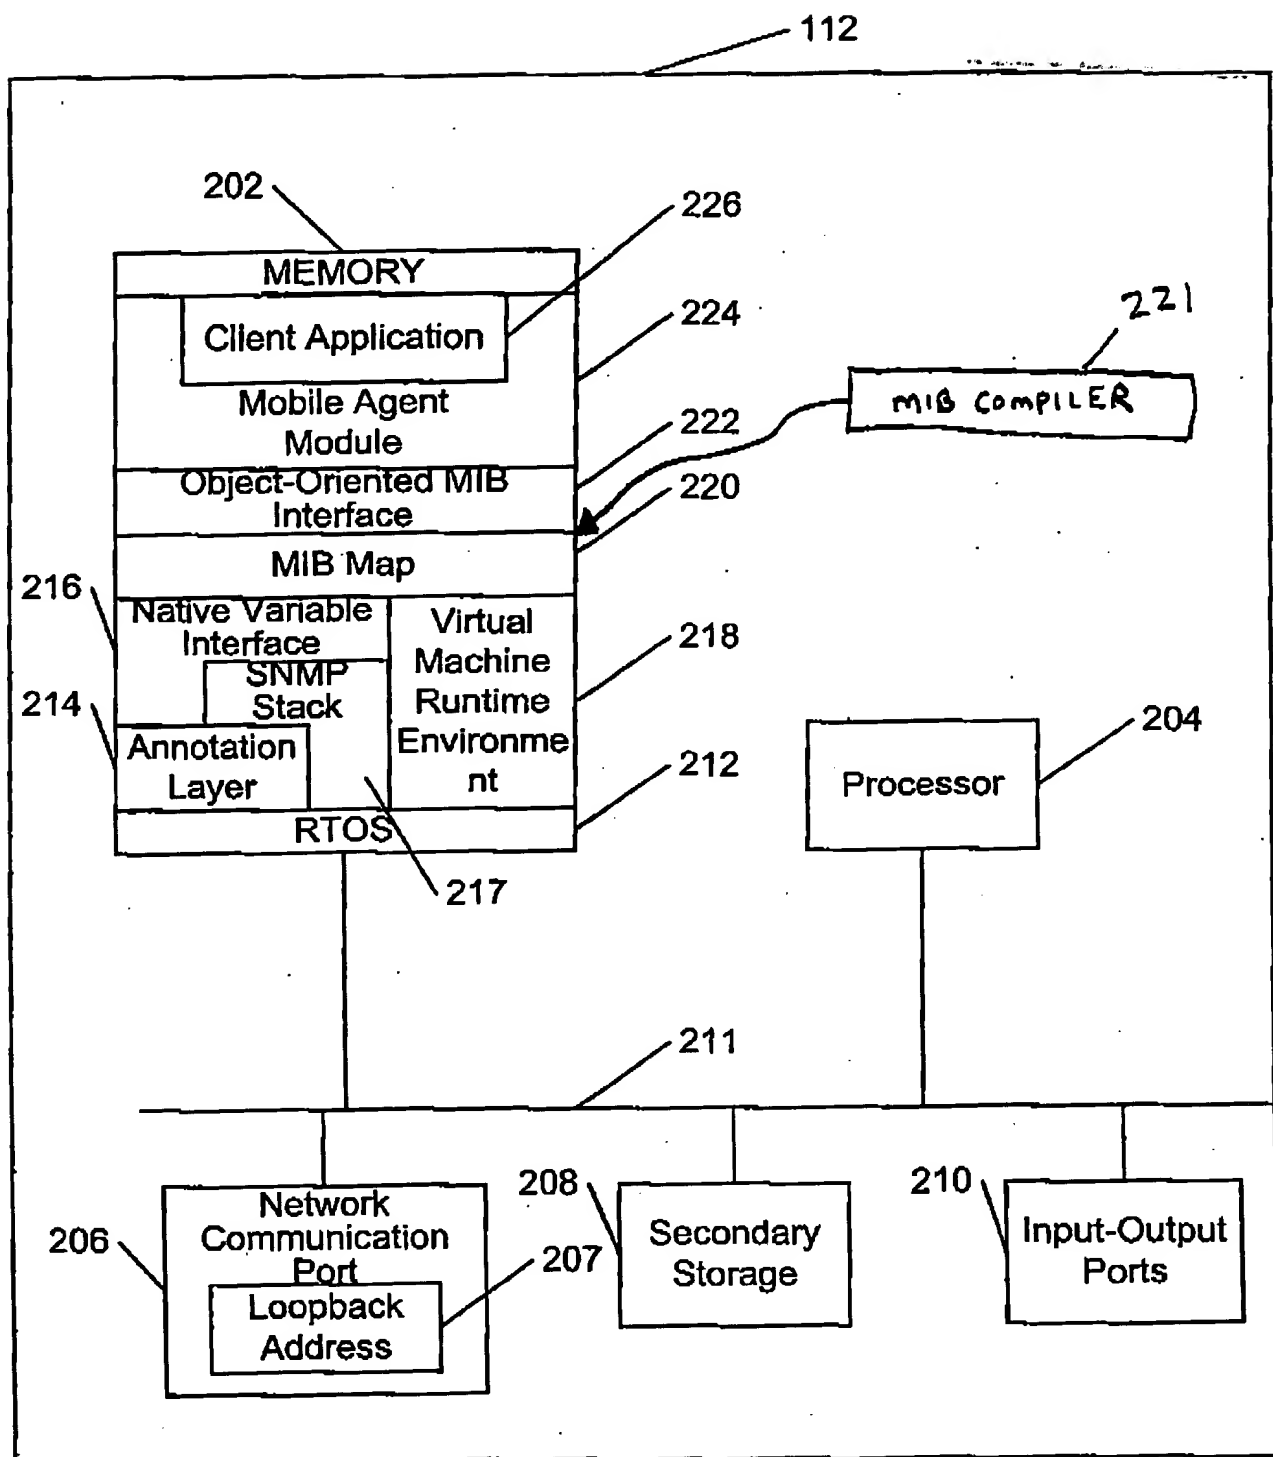 112
202
226
MEMORY
Client Application
224
221
Mobile Agent
Module
MIB COMPILER
222
Object-Oriented MIB
Interface
220
MIB Map
216
Native Variable
Interface
Virtual
Machine
Runtime
Environme
nt
218
SNMP
Stack
214
Annotation
Layer
204
Processor
212
RTOS
217
211
206
Network
Communication
Port
207
Loopback
Address
208
Secondary
Storage
210
Input-Output
Ports